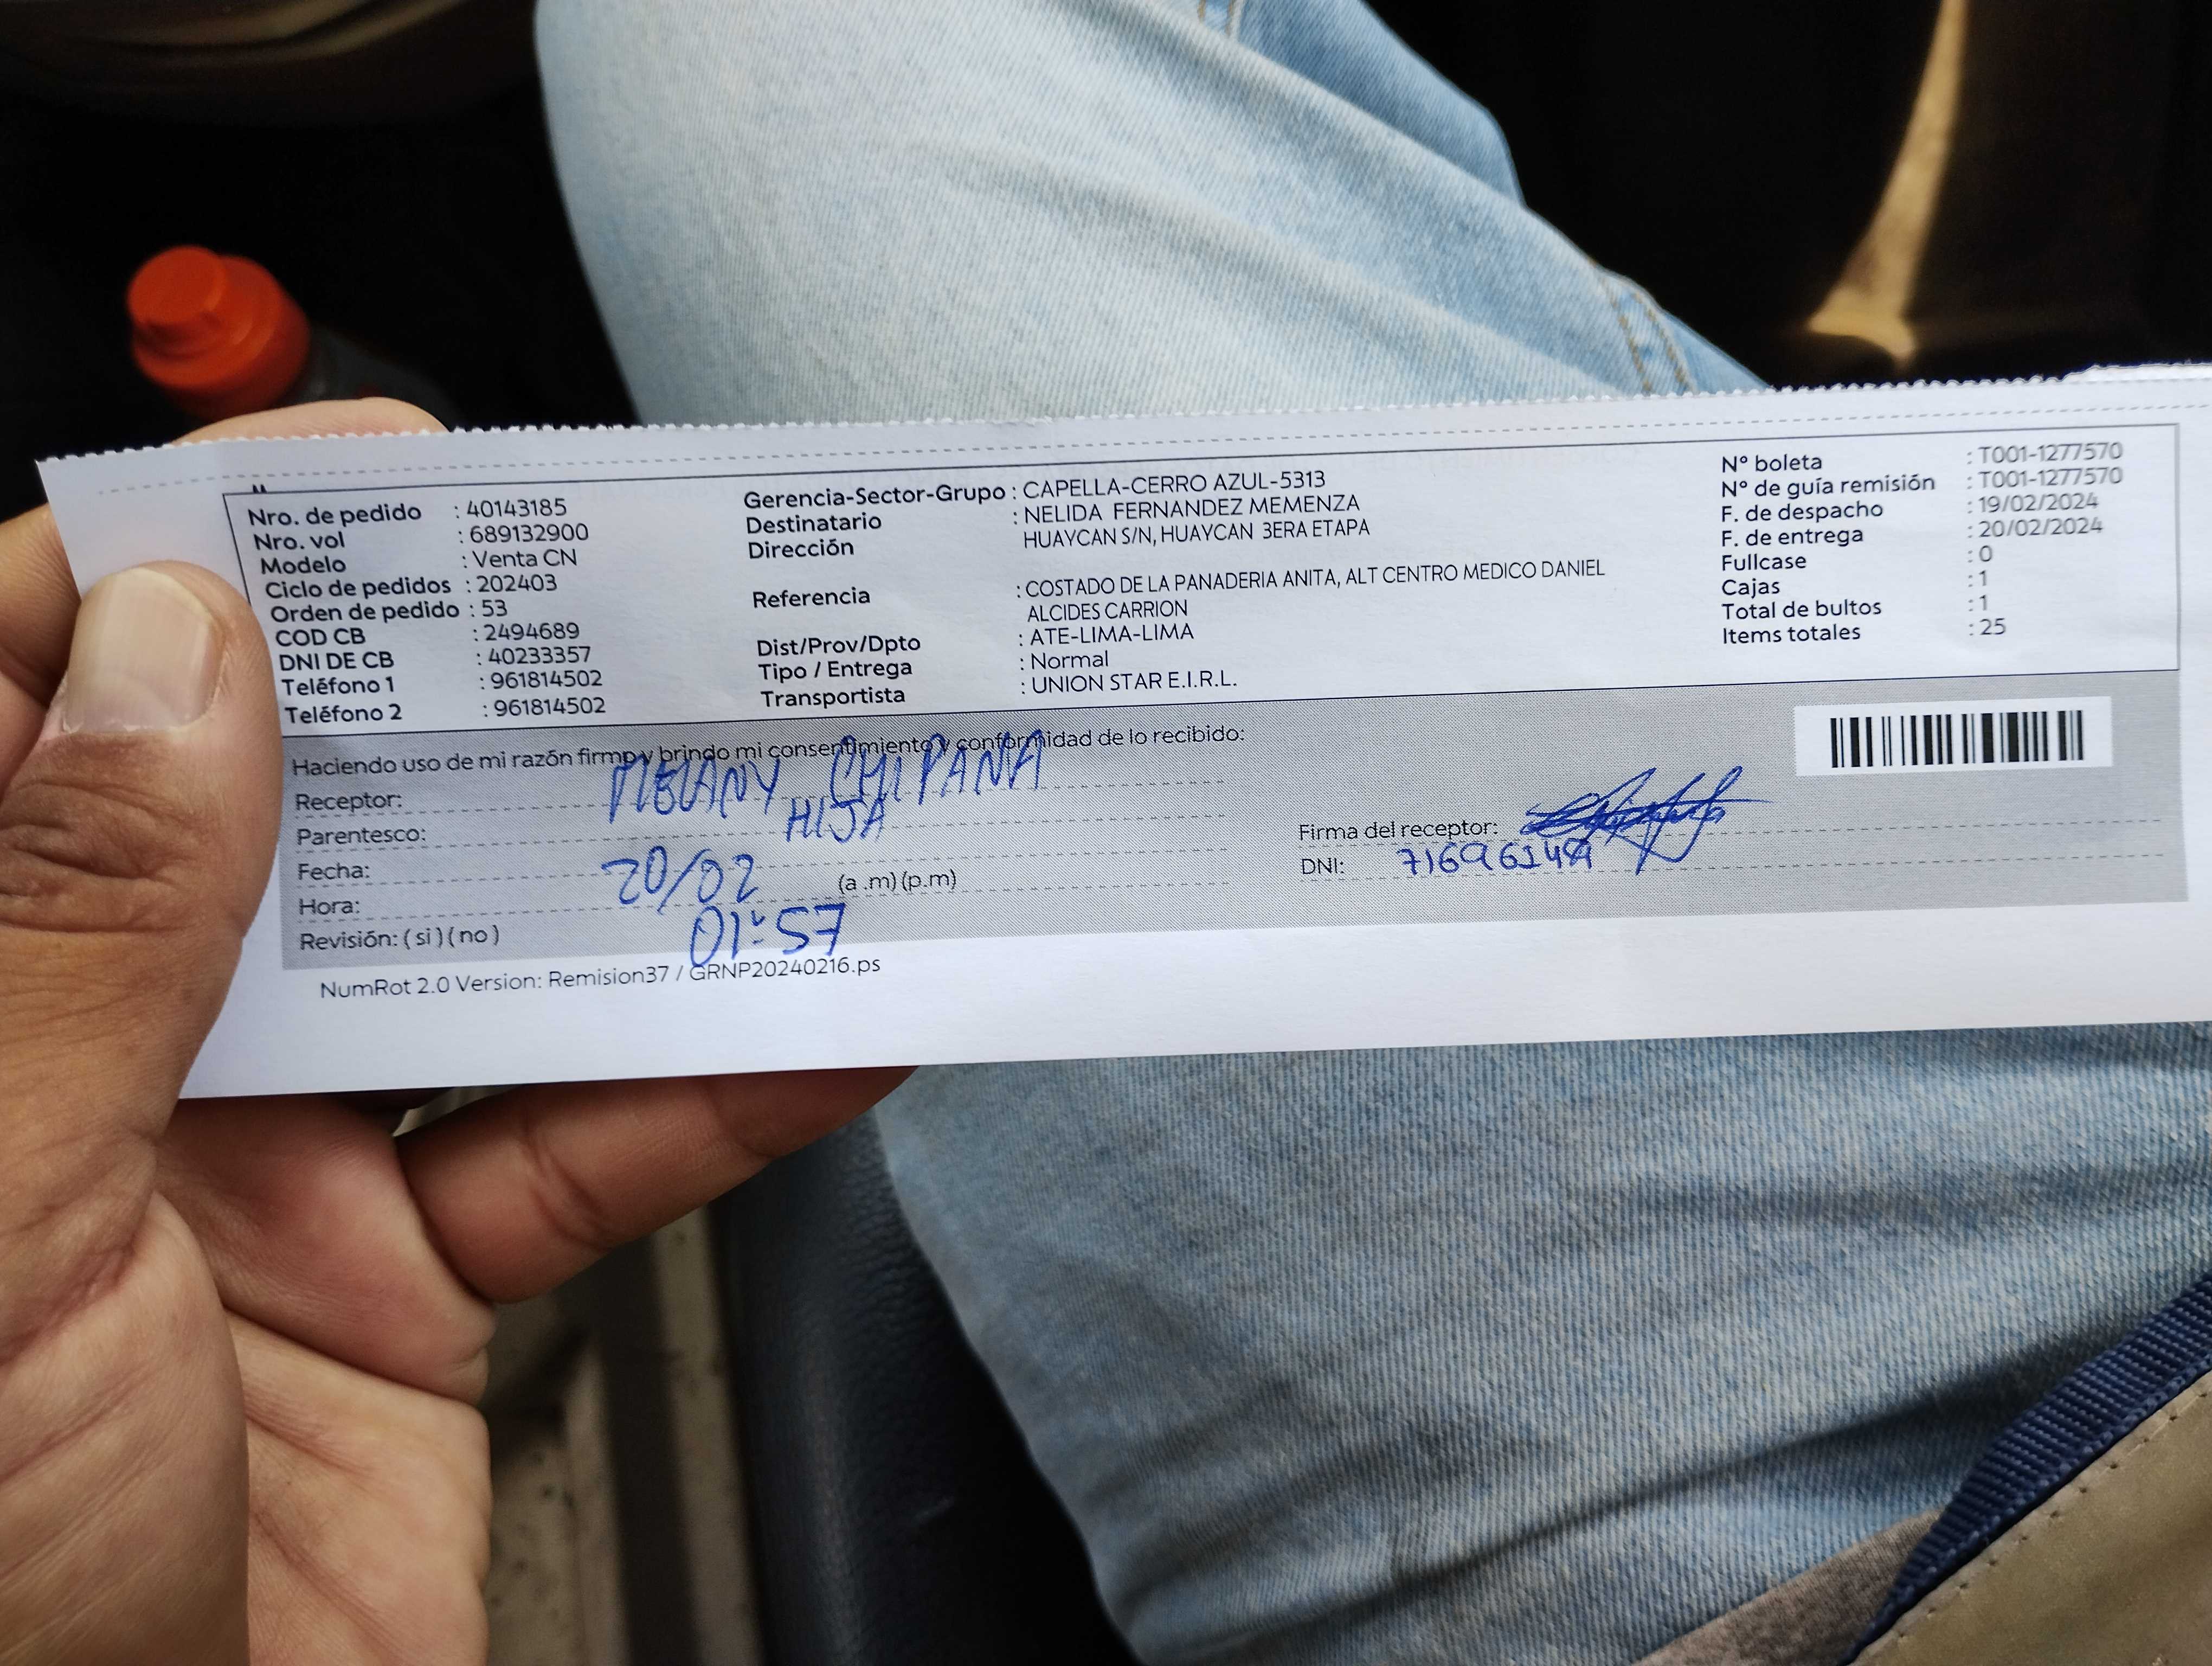 Nro. de pedido : 40143185
Nro. vol : 689132900
Modelo : Venta CN
Ciclo de pedidos : 202403
Orden de pedido : 53
COD CB : 2494689
DNI DE CB : 40233357
Teléfono 1 : 961814502
Teléfono 2 : 961814502
Gerencia-Sector-Grupo : CAPELLA-CERRO AZUL-5313
Destinatario : NELIDA FERNANDEZ MEMENZA
Dirección HUAYCAN S/N, HUAYCAN 3ERA ETAPA
Referencia : COSTADO DE LA PANADERIA ANITA, ALT CENTRO MEDICO DANIEL
ALCIDES CARRION
Dist/Prov/Dpto : ATE-LIMA-LIMA
Tipo / Entrega : Normal
Transportista : UNION STAR E.I.R.L.
N° boleta : T001-1277570
N° de guía remisión : T001-1277570
F. de despacho : 19/02/2024
F. de entrega : 20/02/2024
Fullcase : 0
Cajas : 1
Total de bultos : 1
Items totales : 25
Haciendo uso de mi razón firmo y brindo mi consentimiento y conformidad de lo recibido:
Receptor: MELANY CHIPANA
Parentesco: HIJA
Fecha: 20/02
Hora: 01:57 (a .m) (p.m)
Revisión: ( si ) ( no )
Firma del receptor:
DNI:
NumRot 2.0 Version: Remision37 / GRNP20240216.ps